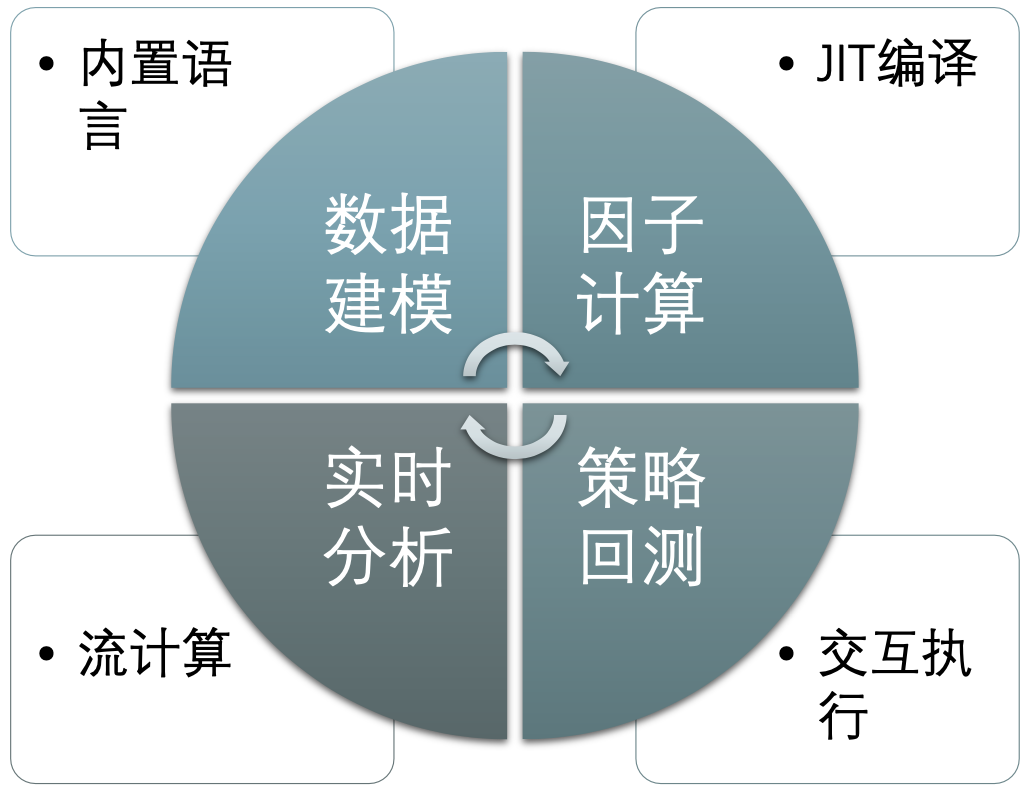 • 内置语
言
• JIT编译
数据
建模
因子
计算
实时
分析
策略
回测
• 流计算
• 交互执
行